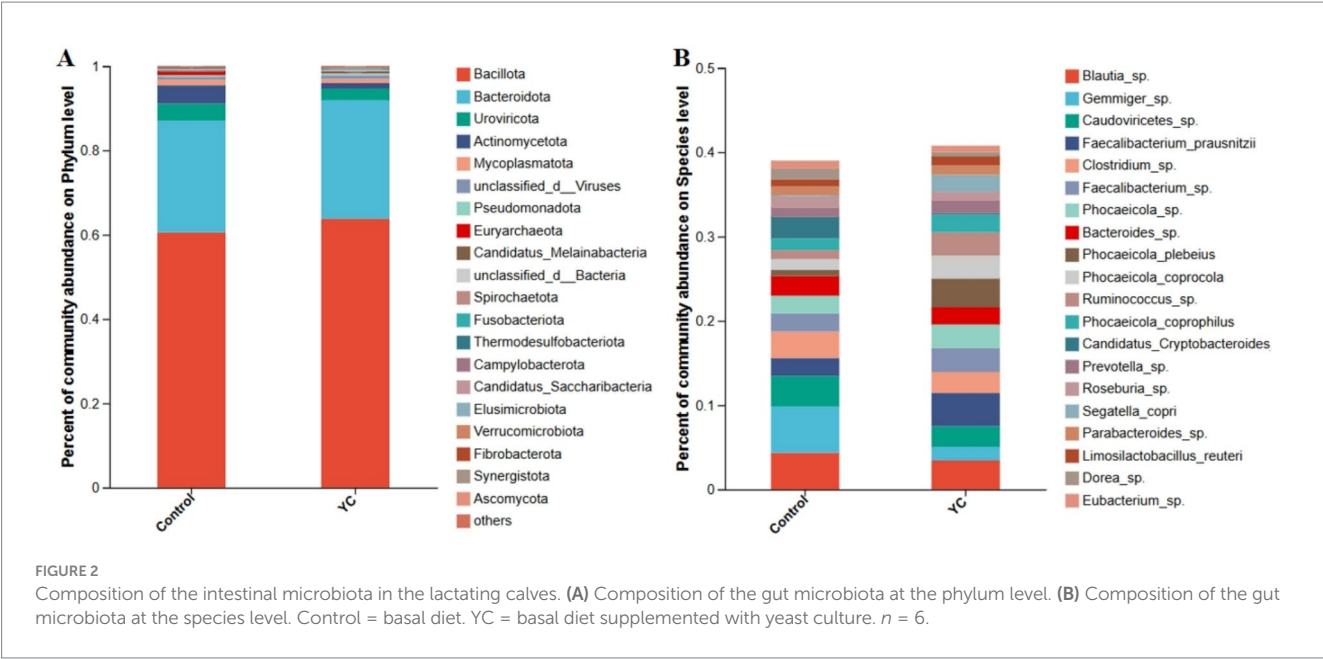 A
Percent of community abundance on Phylum level
1
0.8
0.6
0.4
0.2
0
Control
YC
Bacillota
Bacteroidota
Uroviricota
Actinomycetota
Mycoplasmatota
unclassified_d__Viruses
Pseudomonadota
Euryarchaeota
Candidatus_Melainabacteria
unclassified_d__Bacteria
Spirochaetota
Fusobacteriota
Thermodesulfobacteriota
Campylobacterota
Candidatus_Saccharibacteria
Elusimicrobiota
Verrucomicrobiota
Fibrobacterota
Synergistota
Ascomycota
others
B
Percent of community abundance on Species level
0.5
0.4
0.3
0.2
0.1
0
Control
YC
Blautia_sp.
Gemmiger_sp.
Caudoviricetes_sp.
Faecalibacterium_prausnitzii
Clostridium_sp.
Faecalibacterium_sp.
Phocaeicola_sp.
Bacteroides_sp.
Phocaeicola_plebeius
Phocaeicola_coprocola
Ruminococcus_sp.
Phocaeicola_coprophilus
Candidatus_Cryptobacteroides
Prevotella_sp.
Roseburia_sp.
Segatella_copri
Parabacteroides_sp.
Limosilactobacillus_reuteri
Dorea_sp.
Eubacterium_sp.
FIGURE 2
Composition of the intestinal microbiota in the lactating calves. (A) Composition of the gut microbiota at the phylum level. (B) Composition of the gut
microbiota at the species level. Control = basal diet. YC = basal diet supplemented with yeast culture. n = 6.